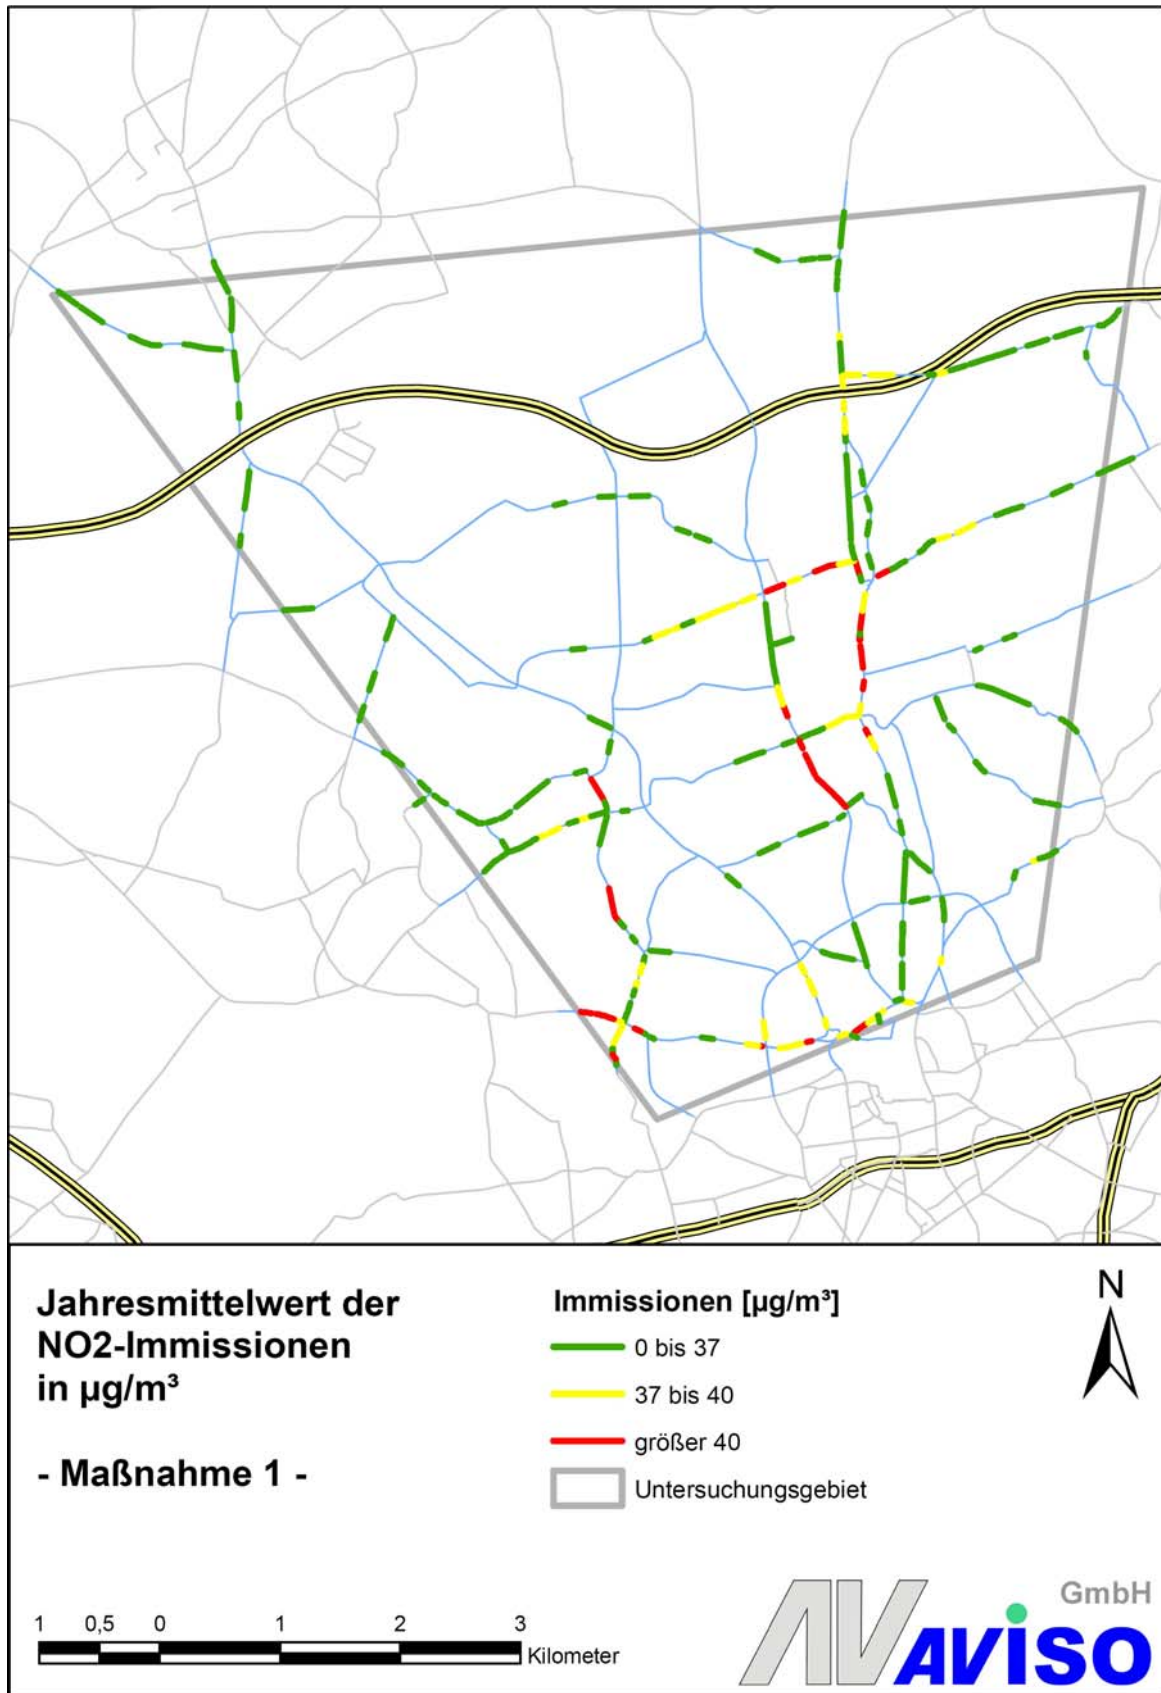 Jahresmittelwert der
NO2-Immissionen
in µg/m³
- Maßnahme 1 -
Immissionen [µg/m³]
0 bis 37
37 bis 40
größer 40
Untersuchungsgebiet
N
1 0,5 0 1 2 3
Kilometer
GmbH
AV AVISO